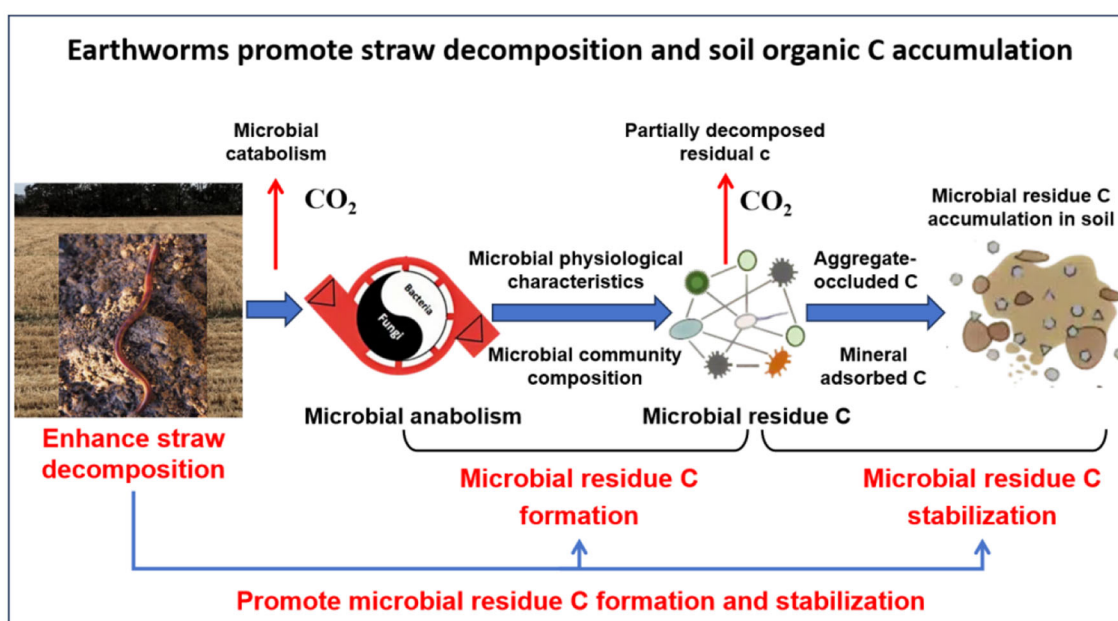 Earthworms promote straw decomposition and soil organic C accumulation
Microbial
catabolism
CO₂
Partially decomposed
residual c
CO₂
Microbial residue C
accumulation in soil
Bacteria
Fungi
Microbial physiological
characteristics
Microbial community
composition
Aggregate-
occluded C
Mineral
adsorbed C
Microbial anabolism
Microbial residue C
Enhance straw
decomposition
Microbial residue C
formation
Microbial residue C
stabilization
Promote microbial residue C formation and stabilization